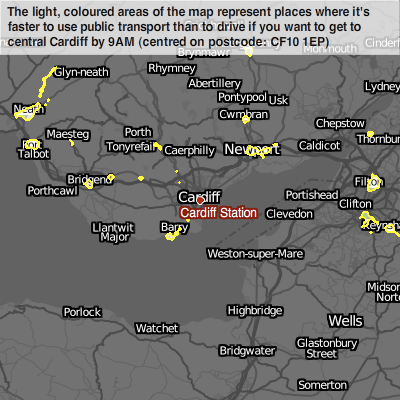 The light, coloured areas of the map represent places where it's
faster to use public transport than to drive if you want to get to
central Cardiff by 9AM (centred on postcode: CF10 1EP)
Brynmawr
Monmouth
Cinderf
Glyn-neath
Rhymney
Abertillery
Lydney
Pontypool
Usk
Neath
Cwmbran
Chepstow
Maesteg
Porth
Thornbur
Port
Talbot
Tonyrefail
Caerphilly
Newport
Caldicot
Bridgend
Filton
Porthcawl
Cardiff
Portishead
Clifton
Cardiff Station
Clevedon
Keynsha
Llantwit
Major
Barry
Weston-super-Mare
Midsom
Norto
Porlock
Highbridge
Watchet
Wells
Glastonbury
Street
Bridgwater
Somerton